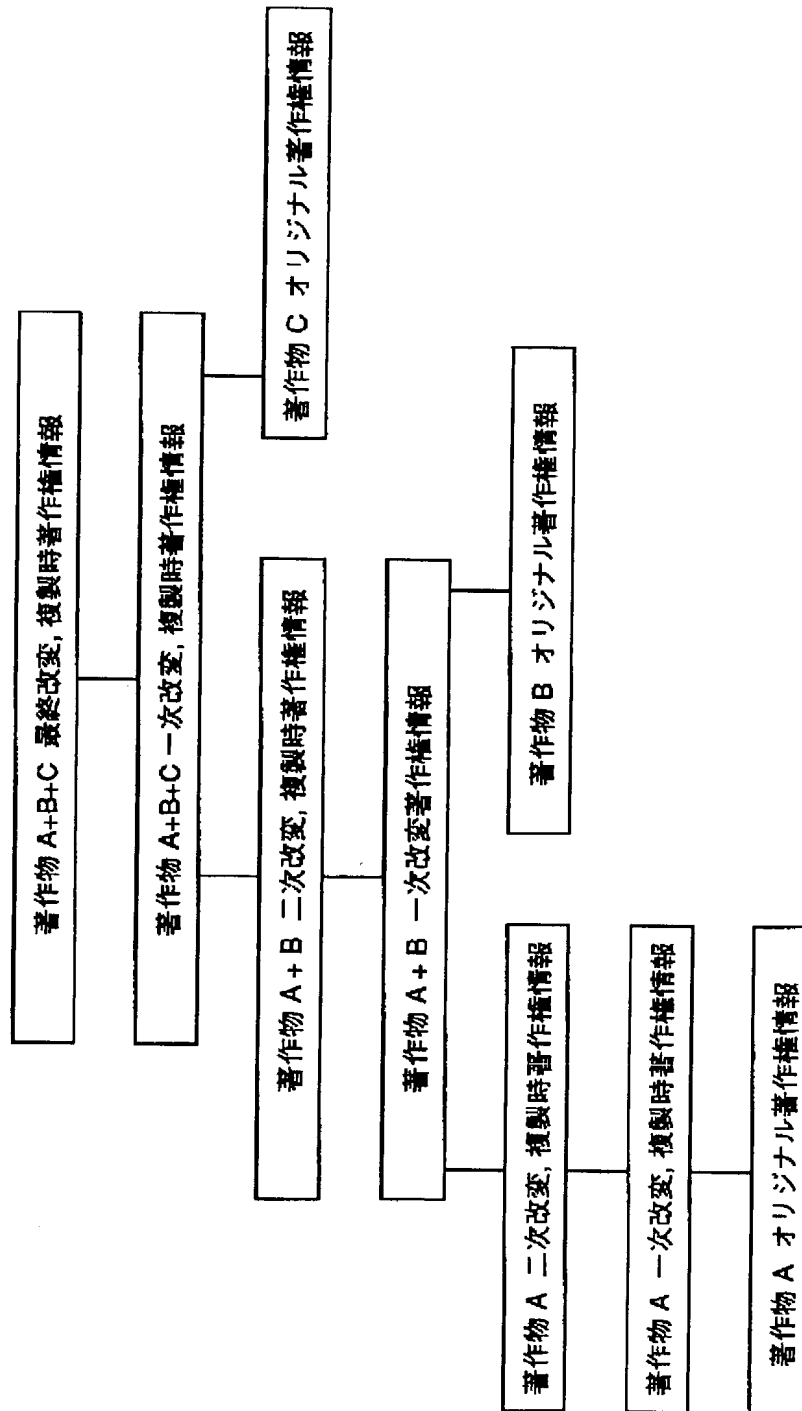 著作物 A+B+C 最終改変, 複製時著作権情報
著作物 A+B+C 一次改変, 複製時著作権情報
著作物 C オリジナル著作権情報
著作物 A + B 二次改変, 複製時著作権情報
著作物 A + B 一次改変著作権情報
著作物 B オリジナル著作権情報
著作物 A 二次改変, 複製時著作権情報
著作物 A 一次改変, 複製時著作権情報
著作物 A オリジナル著作権情報